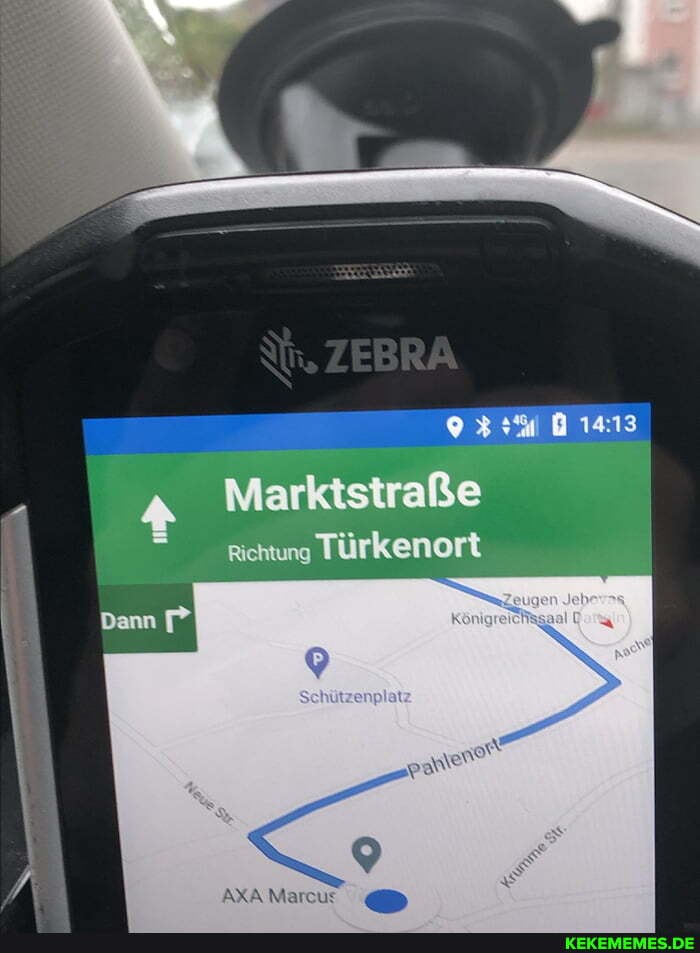 ZEBRA
4G 14:13
Marktstraße
Richtung Türkenort
Dann
Zeugen Jehovas
Königreichssaal
Aachen
P
Schützenplatz
Pahlenort
Neue Str.
Krumme Str.
AXA Marcus
KEKEMEMES.DE